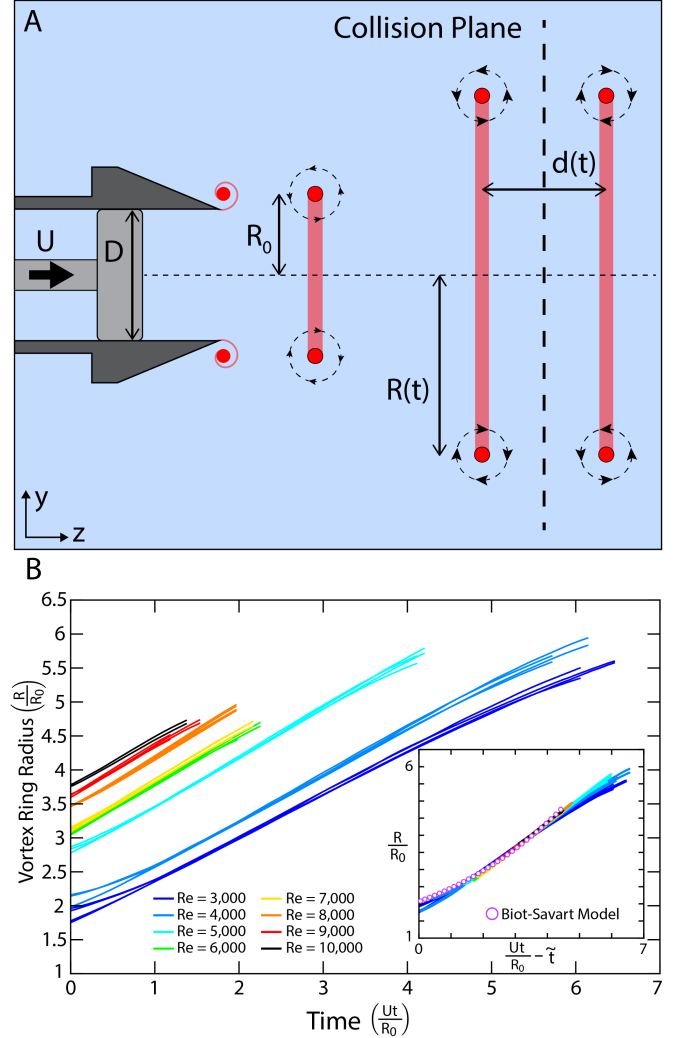 A
Collision Plane
d(t)
U
D
R₀
R(t)
y
z
B
Vortex Ring Radius (R/R₀)
6.5
6
5.5
5
4.5
4
3.5
3
2.5
2
1.5
1
0 1 2 3 4 5 6 7
Time (Ut/R₀)
Re = 3,000
Re = 4,000
Re = 5,000
Re = 6,000
Re = 7,000
Re = 8,000
Re = 9,000
Re = 10,000
6
R/R₀
1
Biot-Savart Model
0 7
Ut/R₀ - t̃